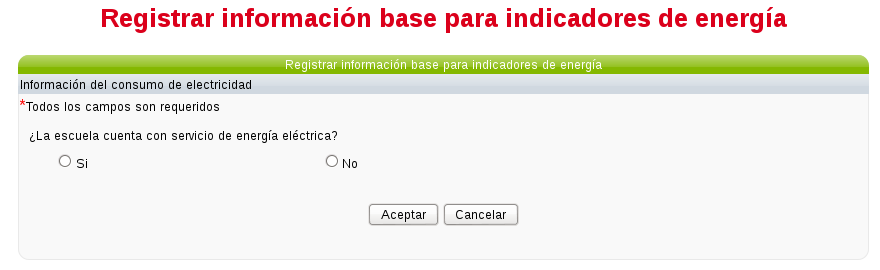 Registrar información base para indicadores de energía
Registrar información base para indicadores de energía
Información del consumo de electricidad
*Todos los campos son requeridos
¿La escuela cuenta con servicio de energía eléctrica?
Si No
Aceptar Cancelar